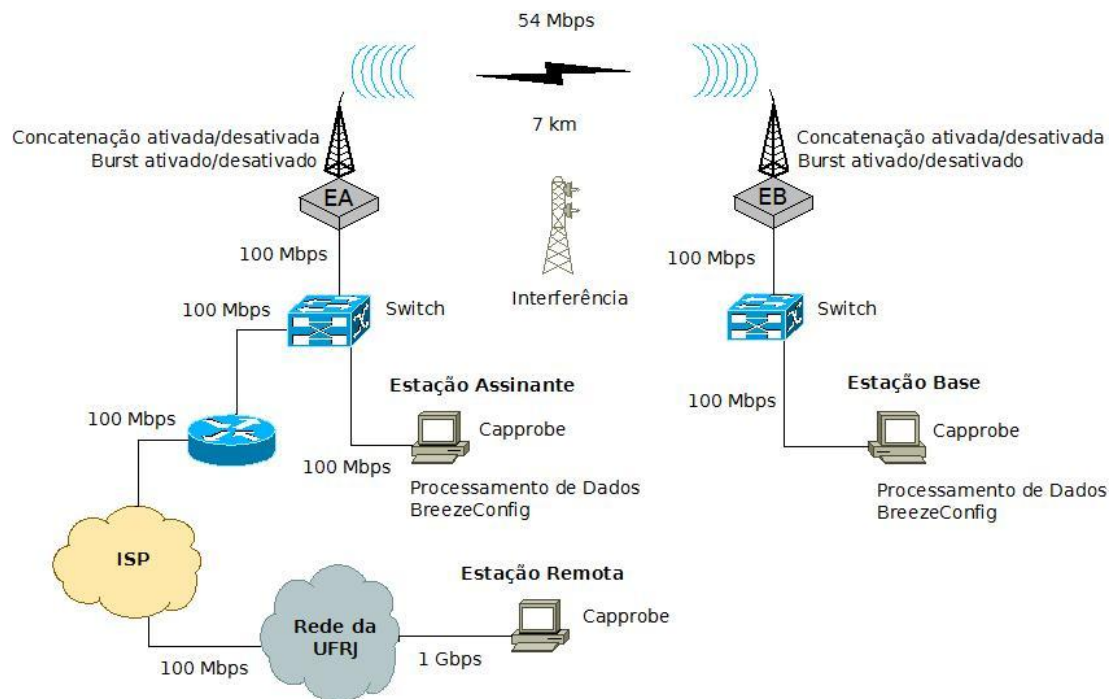 54 Mbps
7 km
Concatenação ativada/desativada
Burst ativado/desativado
Concatenação ativada/desativada
Burst ativado/desativado
EA
EB
100 Mbps
100 Mbps
Interferência
100 Mbps
Switch
Switch
Estação Assinante
Estação Base
100 Mbps
100 Mbps
Capprobe
Capprobe
100 Mbps
Processamento de Dados
BreezeConfig
Processamento de Dados
BreezeConfig
ISP
Estação Remota
Capprobe
Rede da
UFRJ
100 Mbps
1 Gbps